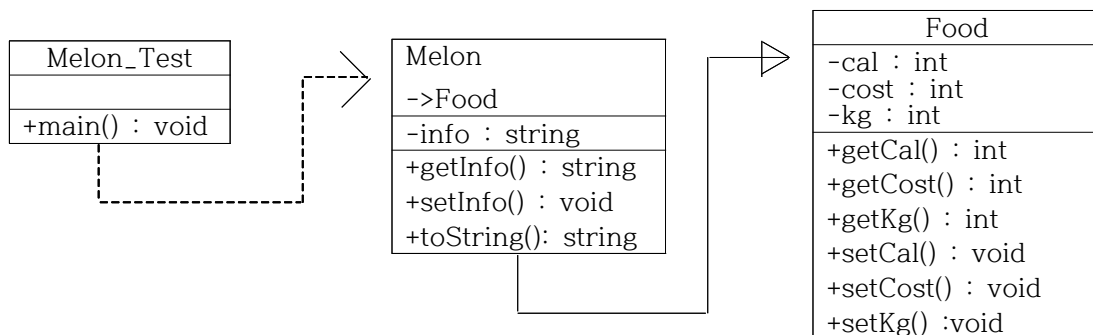 Melon_Test
+main() : void
Melon
->Food
-info : string
+getInfo() : string
+setInfo() : void
+toString(): string
Food
-cal : int
-cost : int
-kg : int
+getCal() : int
+getCost() : int
+getKg() : int
+setCal() : void
+setCost() : void
+setKg() :void